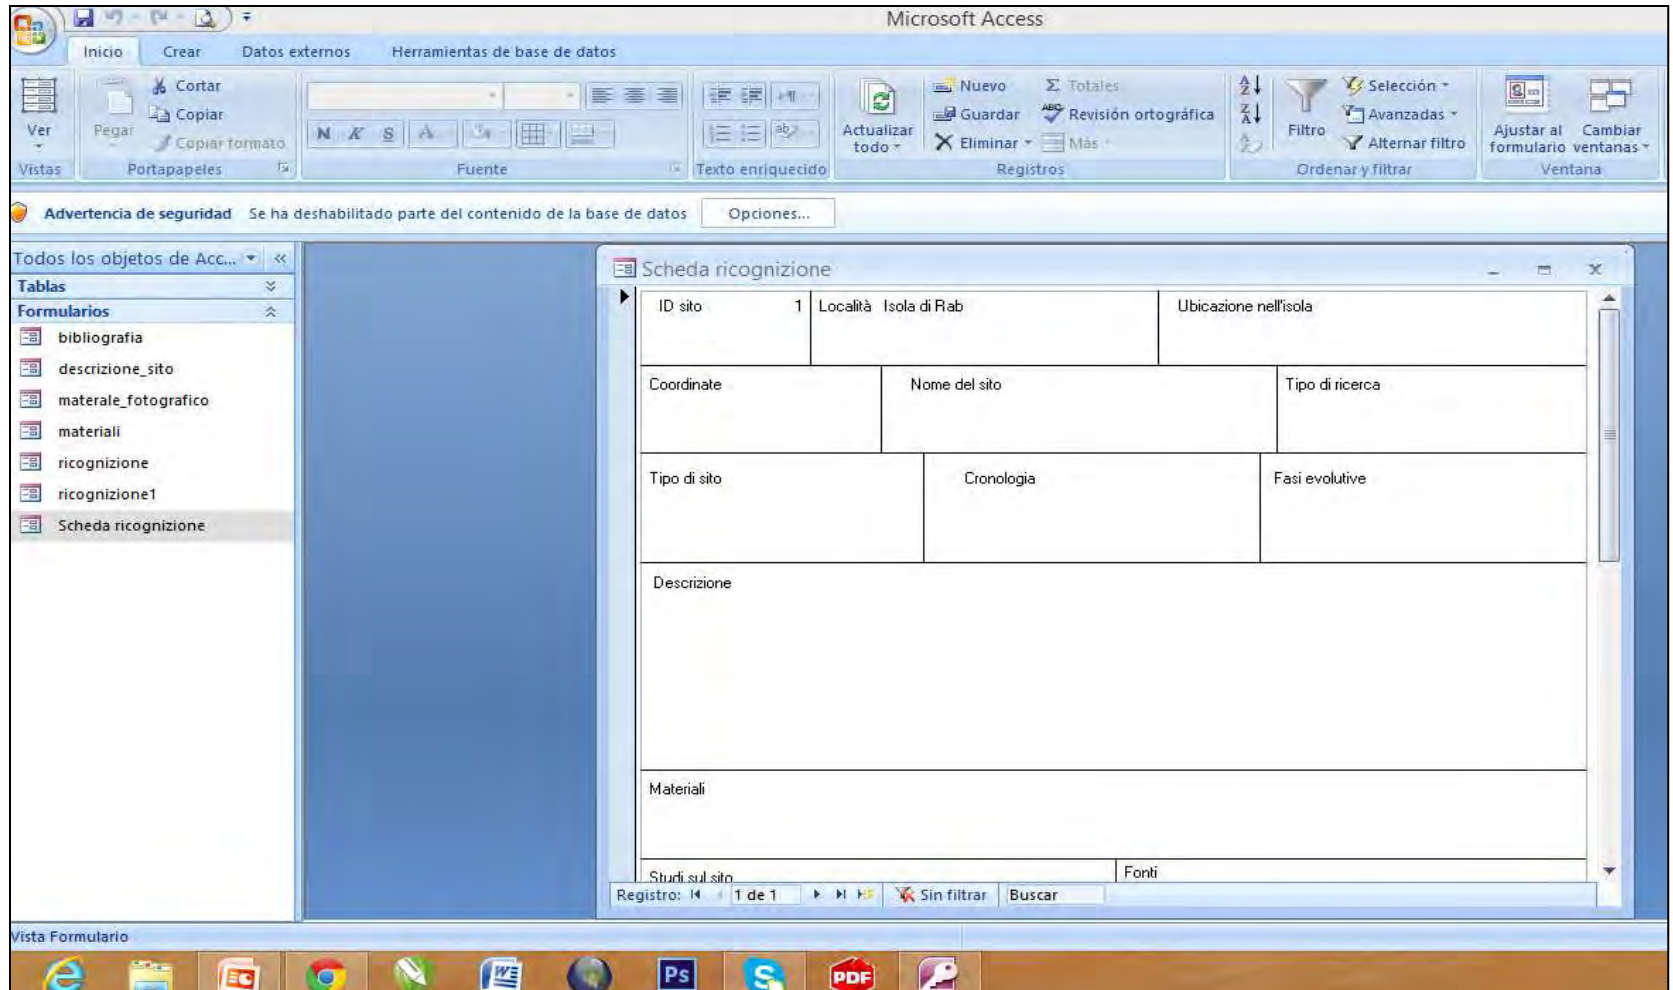 Microsoft Access
Inicio Crear Datos externos Herramientas de base de datos
Ver
Vistas
Pegar
Cortar
Copiar
Copiar formato
Portapapeles
N K S A
Fuente
Texto enriquecido
Actualizar
todo
Nuevo
Guardar
Eliminar
Σ Totales
Revisión ortográfica
Más
Registros
Filtro
Selección
Avanzadas
Alternar filtro
Ordenar y filtrar
Ajustar al
formulario
Cambiar
ventanas
Ventana
Advertencia de seguridad Se ha deshabilitado parte del contenido de la base de datos Opciones...
Todos los objetos de Acc...
Tablas
Formularios
bibliografia
descrizione_sito
materale_fotografico
materiali
ricognizione
ricognizione1
Scheda ricognizione
Scheda ricognizione
ID sito 1 Località Isola di Rab Ubicazione nell'isola
Coordinate Nome del sito Tipo di ricerca
Tipo di sito Cronologia Fasi evolutive
Descrizione
Materiali
Studi sul sito Fonti
Registro: 1 de 1 Sin filtrar Buscar
Vista Formulario
Ps
PDF